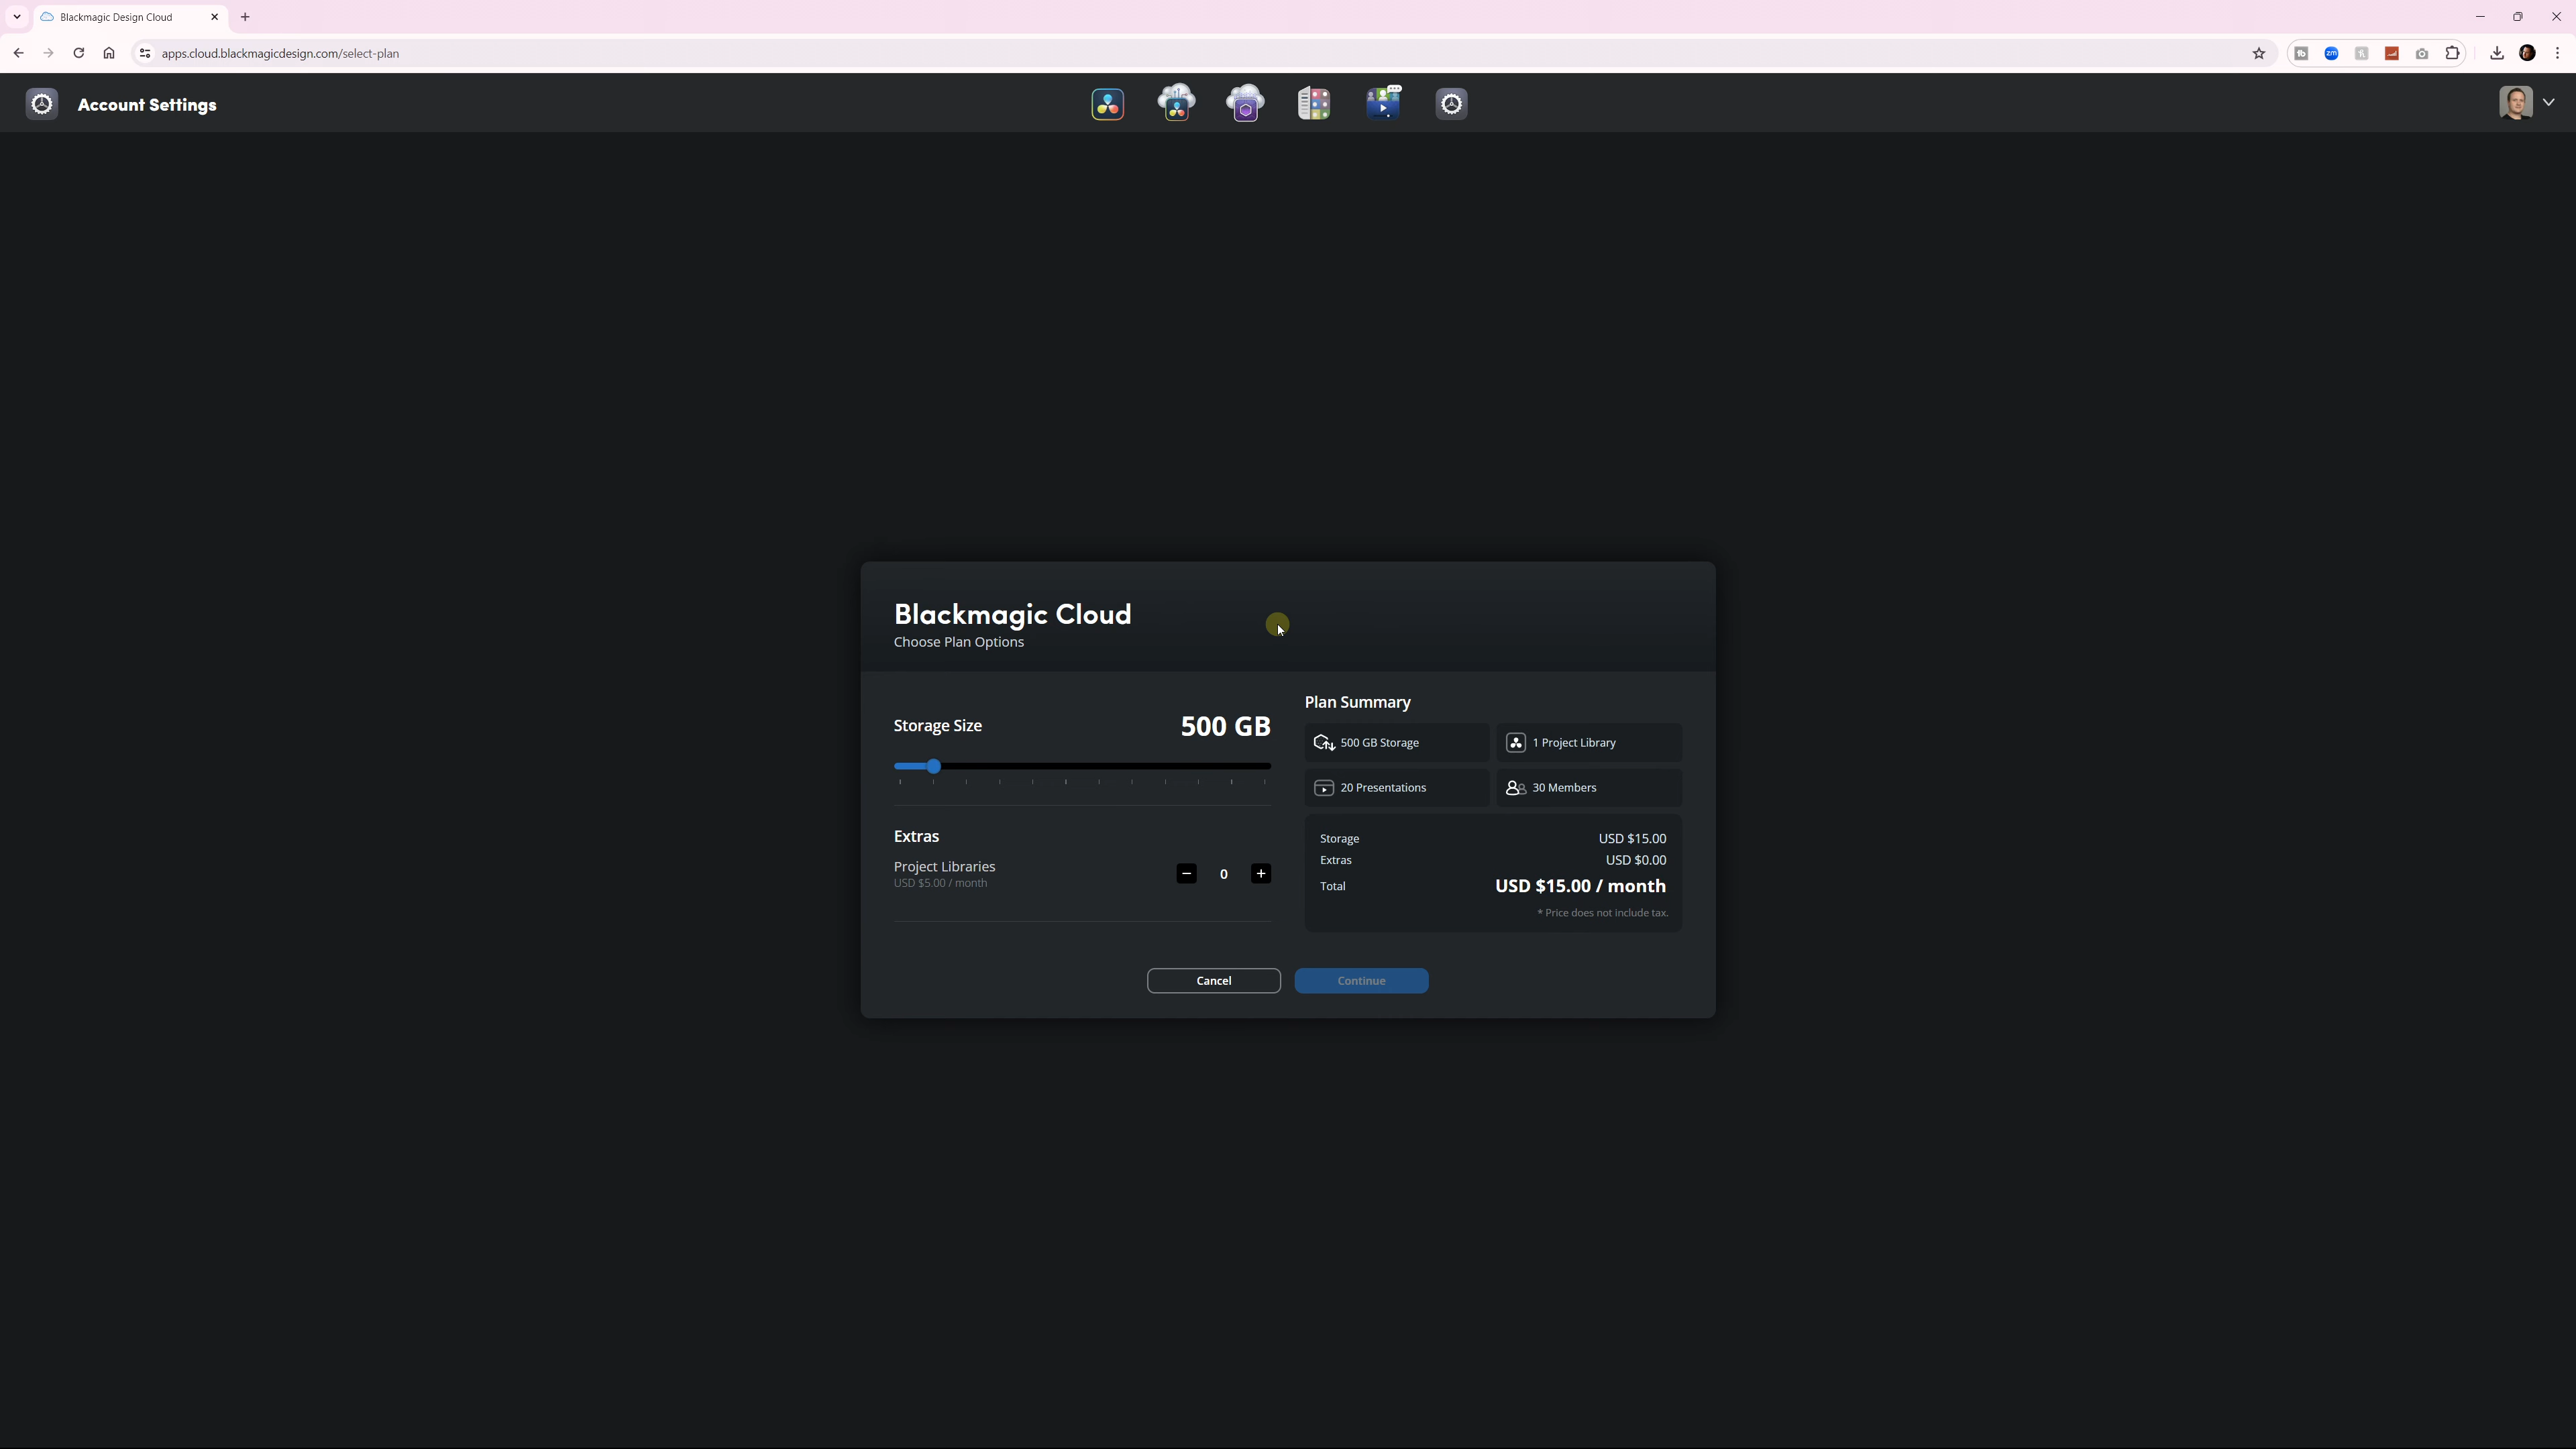 Blackmagic Design Cloud
apps.cloud.blackmagicdesign.com/select-plan
zm
Account Settings
Blackmagic Cloud
Choose Plan Options
Storage Size
500 GB
Extras
Project Libraries
USD $5.00 / month
0
Plan Summary
500 GB Storage
1 Project Library
20 Presentations
30 Members
Storage USD $15.00
Extras USD $0.00
Total USD $15.00 / month
* Price does not include tax.
Cancel
Continue